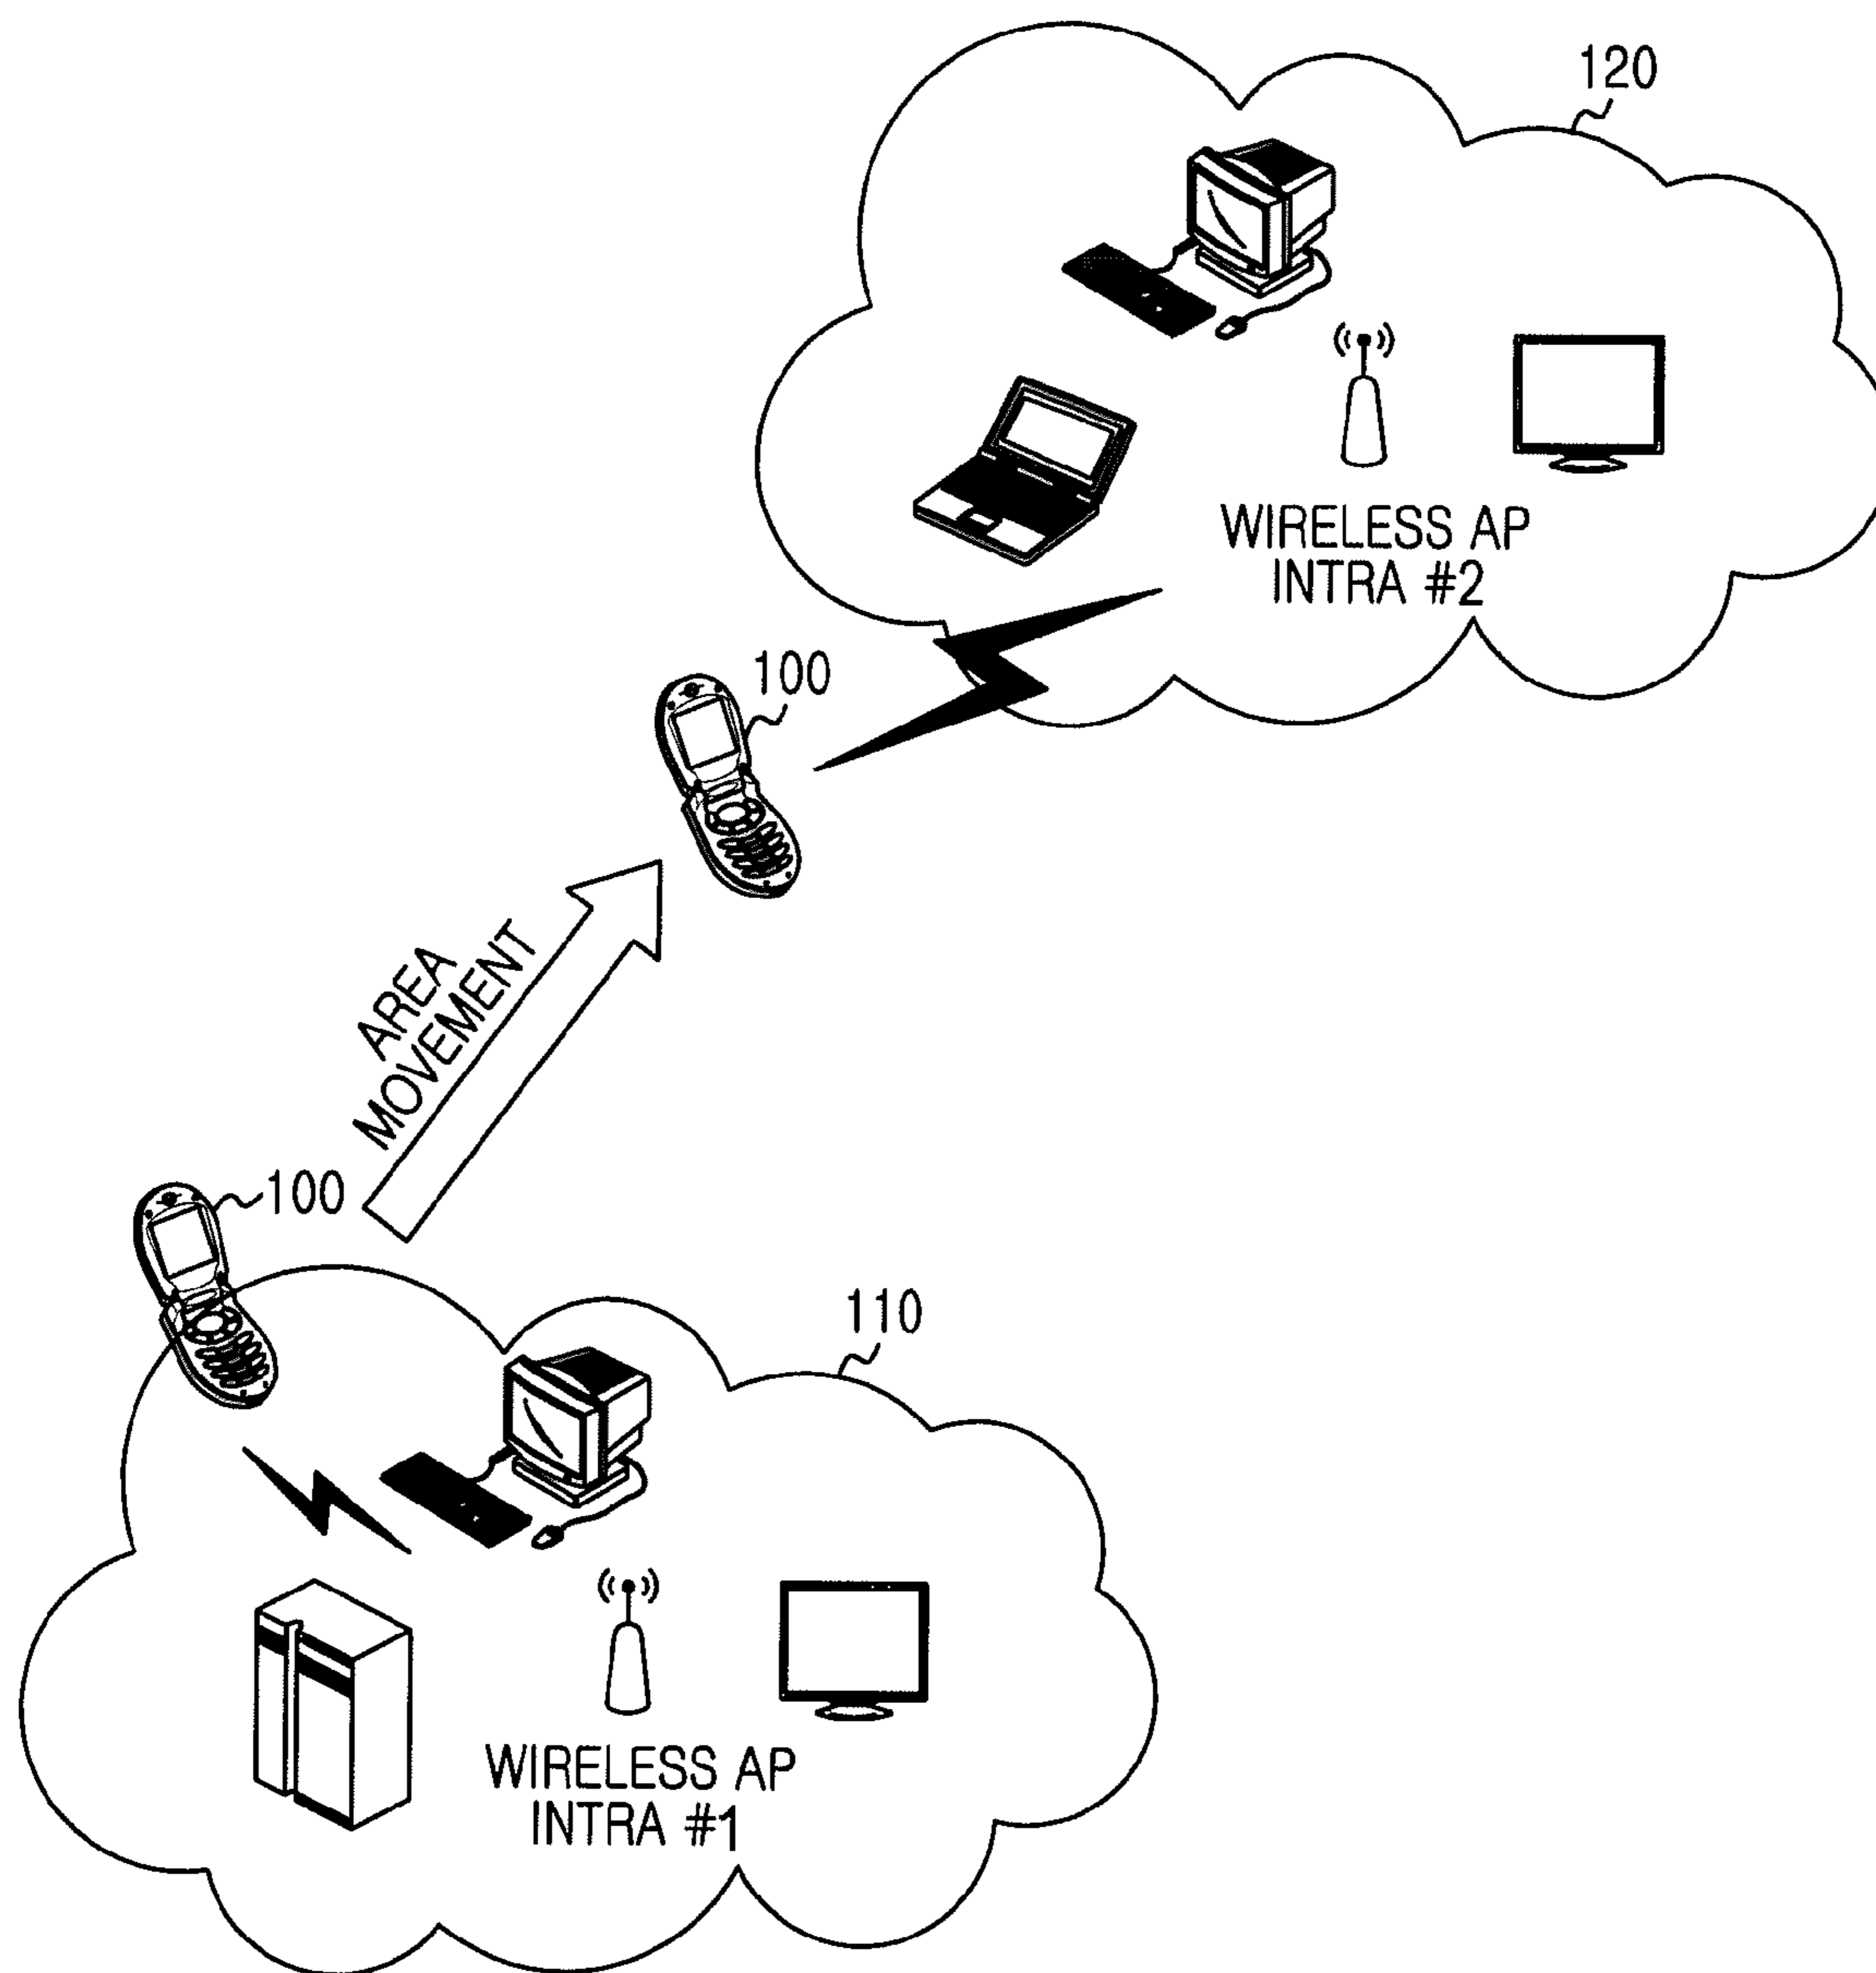 120
WIRELESS AP
INTRA #2
100
AREA
MOVEMENT
100
110
WIRELESS AP
INTRA #1